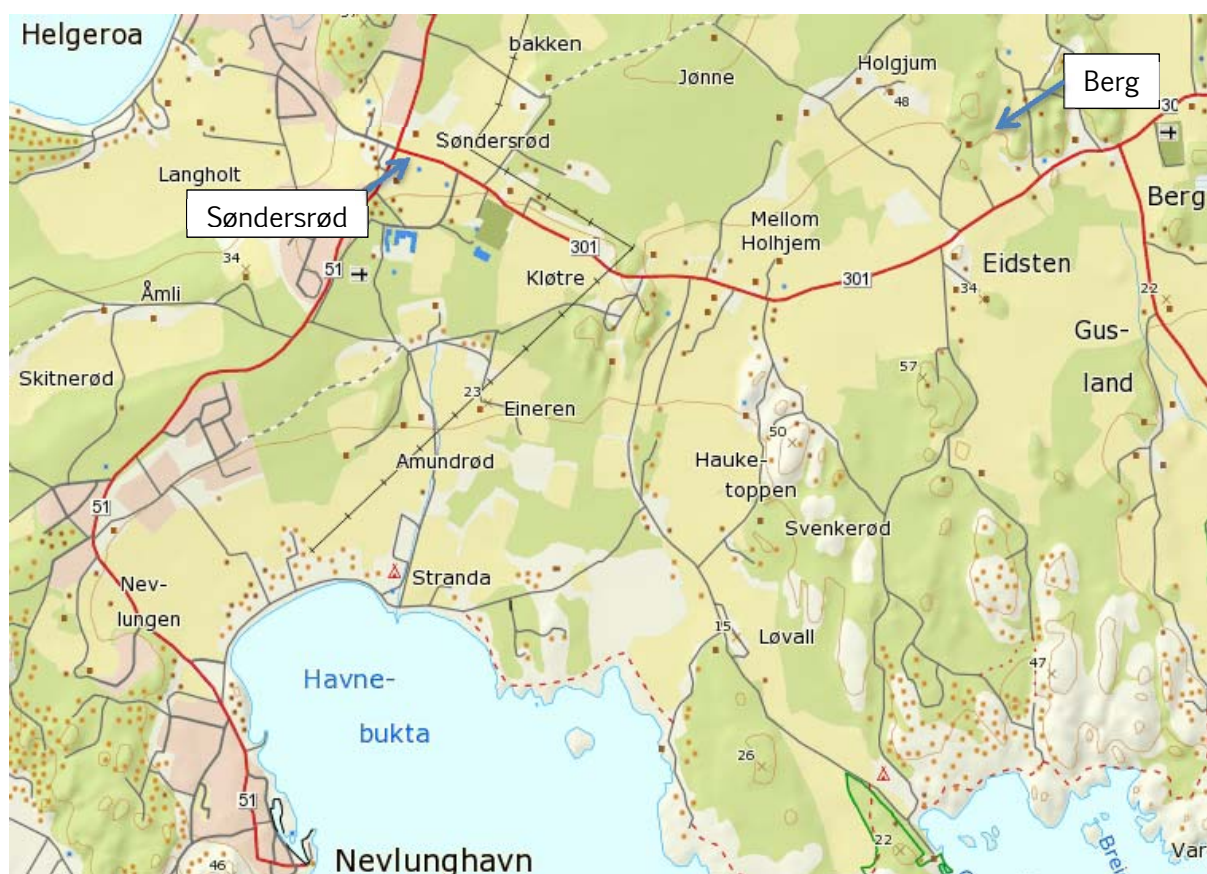 Helgeroa
bakken
Jønne
Holgjum
48
Berg
30
Søndersrød
Langholt
Søndersrød
Mellom
Holhjem
Berg
301
Kløtre
301
Eidsten
34
51
Åmli
34
22
Gus-
land
Skitnerød
57
23
Eineren
50
Amundrød
Hauke-
toppen
51
Svenkerød
Nev-
lungen
Stranda
15
Løvall
47
Havne-
bukta
26
51
22
46
Nevlunghavn
Brei
Var